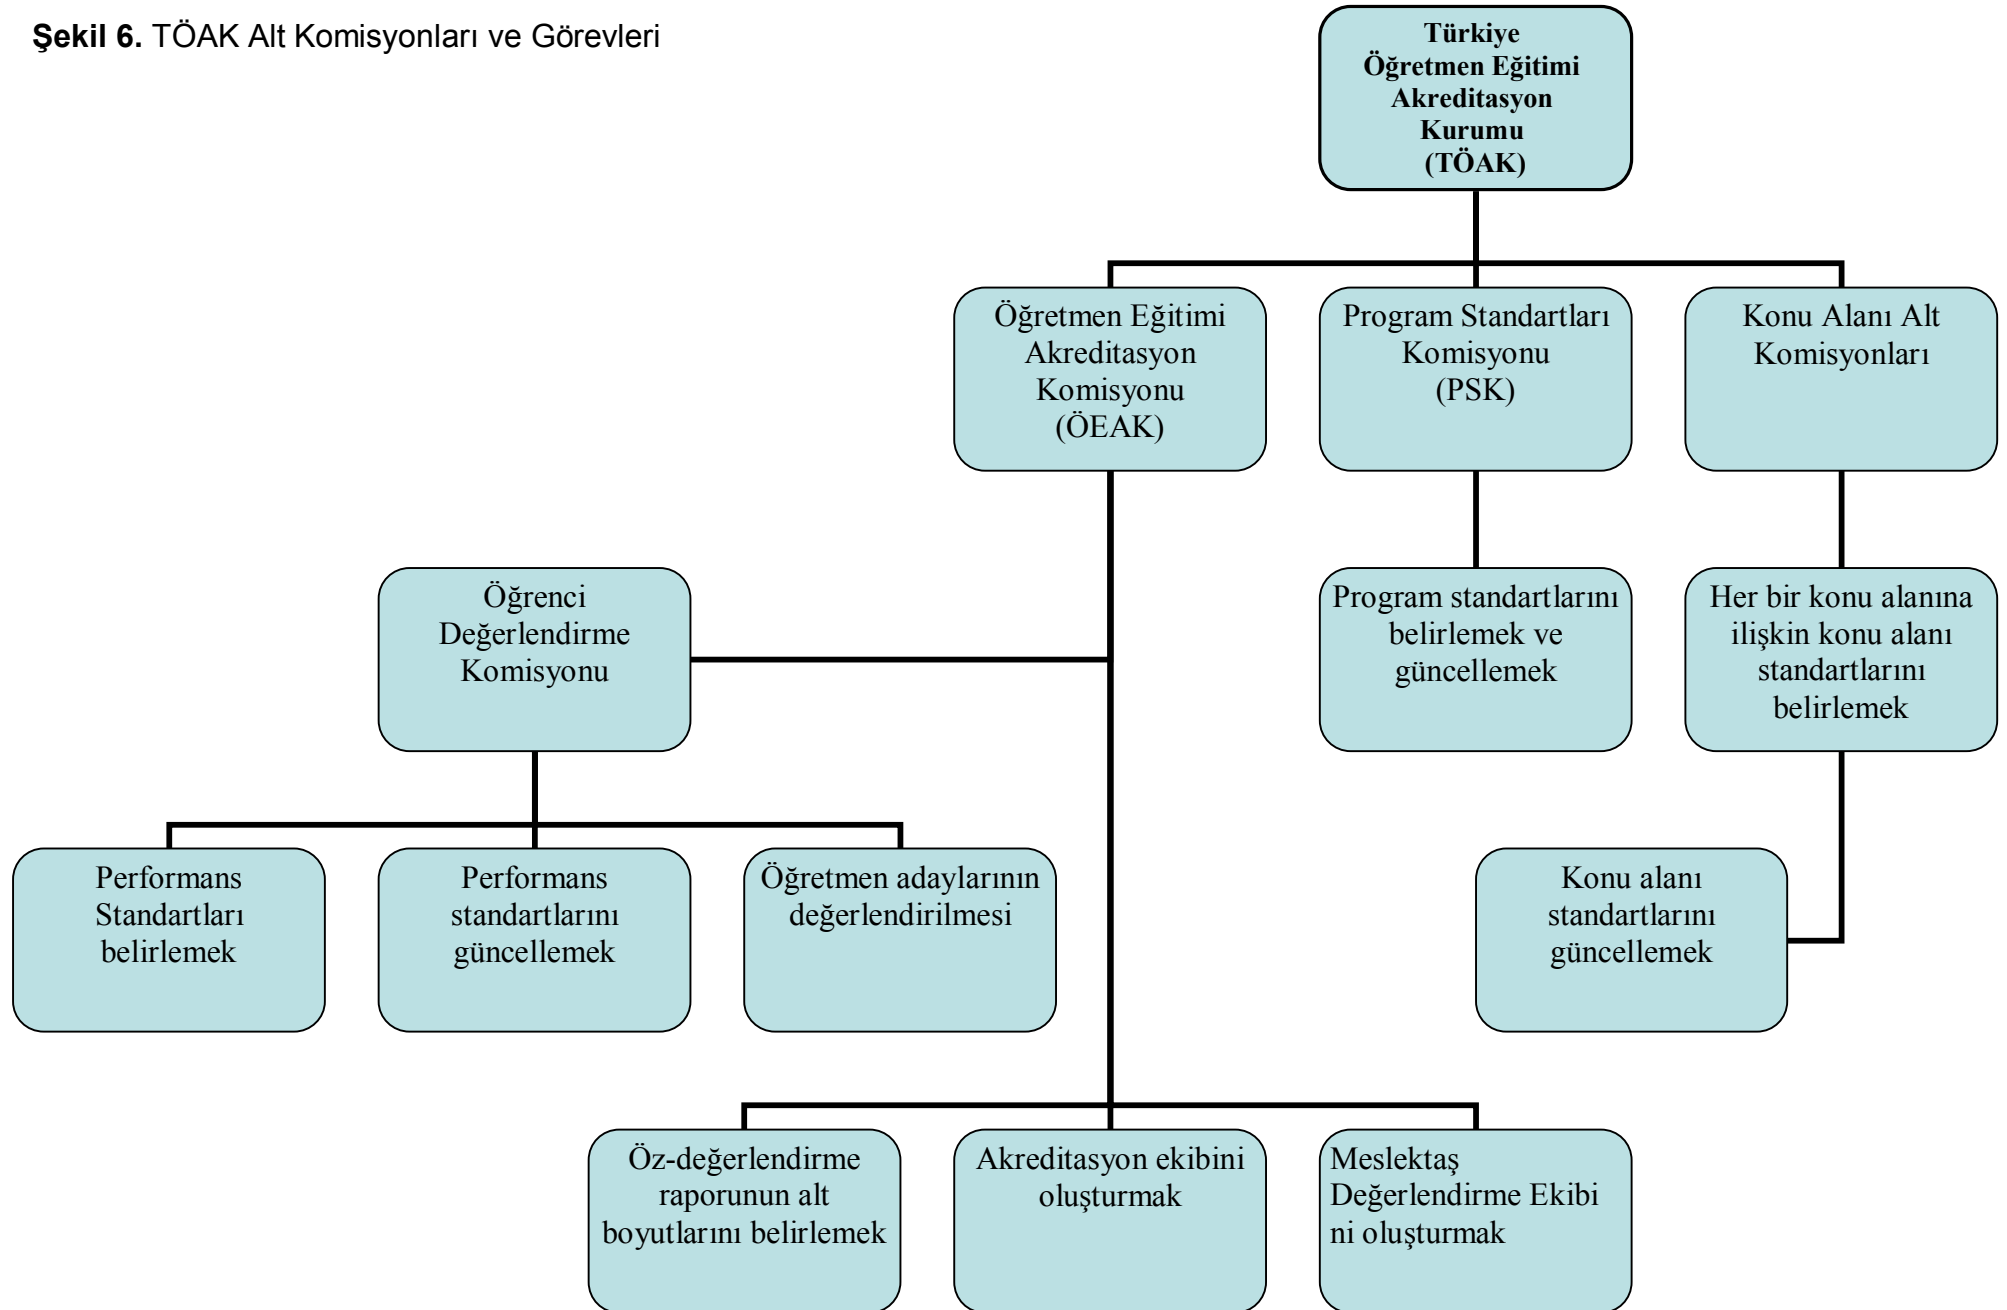 Şekil 6. TÖAK Alt Komisyonları ve Görevleri
Türkiye
Öğretmen Eğitimi
Akreditasyon
Kurumu
(TÖAK)
Öğretmen Eğitimi
Akreditasyon
Komisyonu
(ÖEAK)
Program Standartları
Komisyonu
(PSK)
Konu Alanı Alt
Komisyonları
Öğrenci
Değerlendirme
Komisyonu
Program standartlarını
belirlemek ve
güncellemek
Her bir konu alanına
ilişkin konu alanı
standartlarını
belirlemek
Performans
Standartları
belirlemek
Performans
standartlarını
güncellemek
Öğretmen adaylarının
değerlendirilmesi
Konu alanı
standartlarını
güncellemek
Öz-değerlendirme
raporunun alt
boyutlarını belirlemek
Akreditasyon ekibini
oluşturmak
Meslektaş
Değerlendirme Ekibi
ni oluşturmak